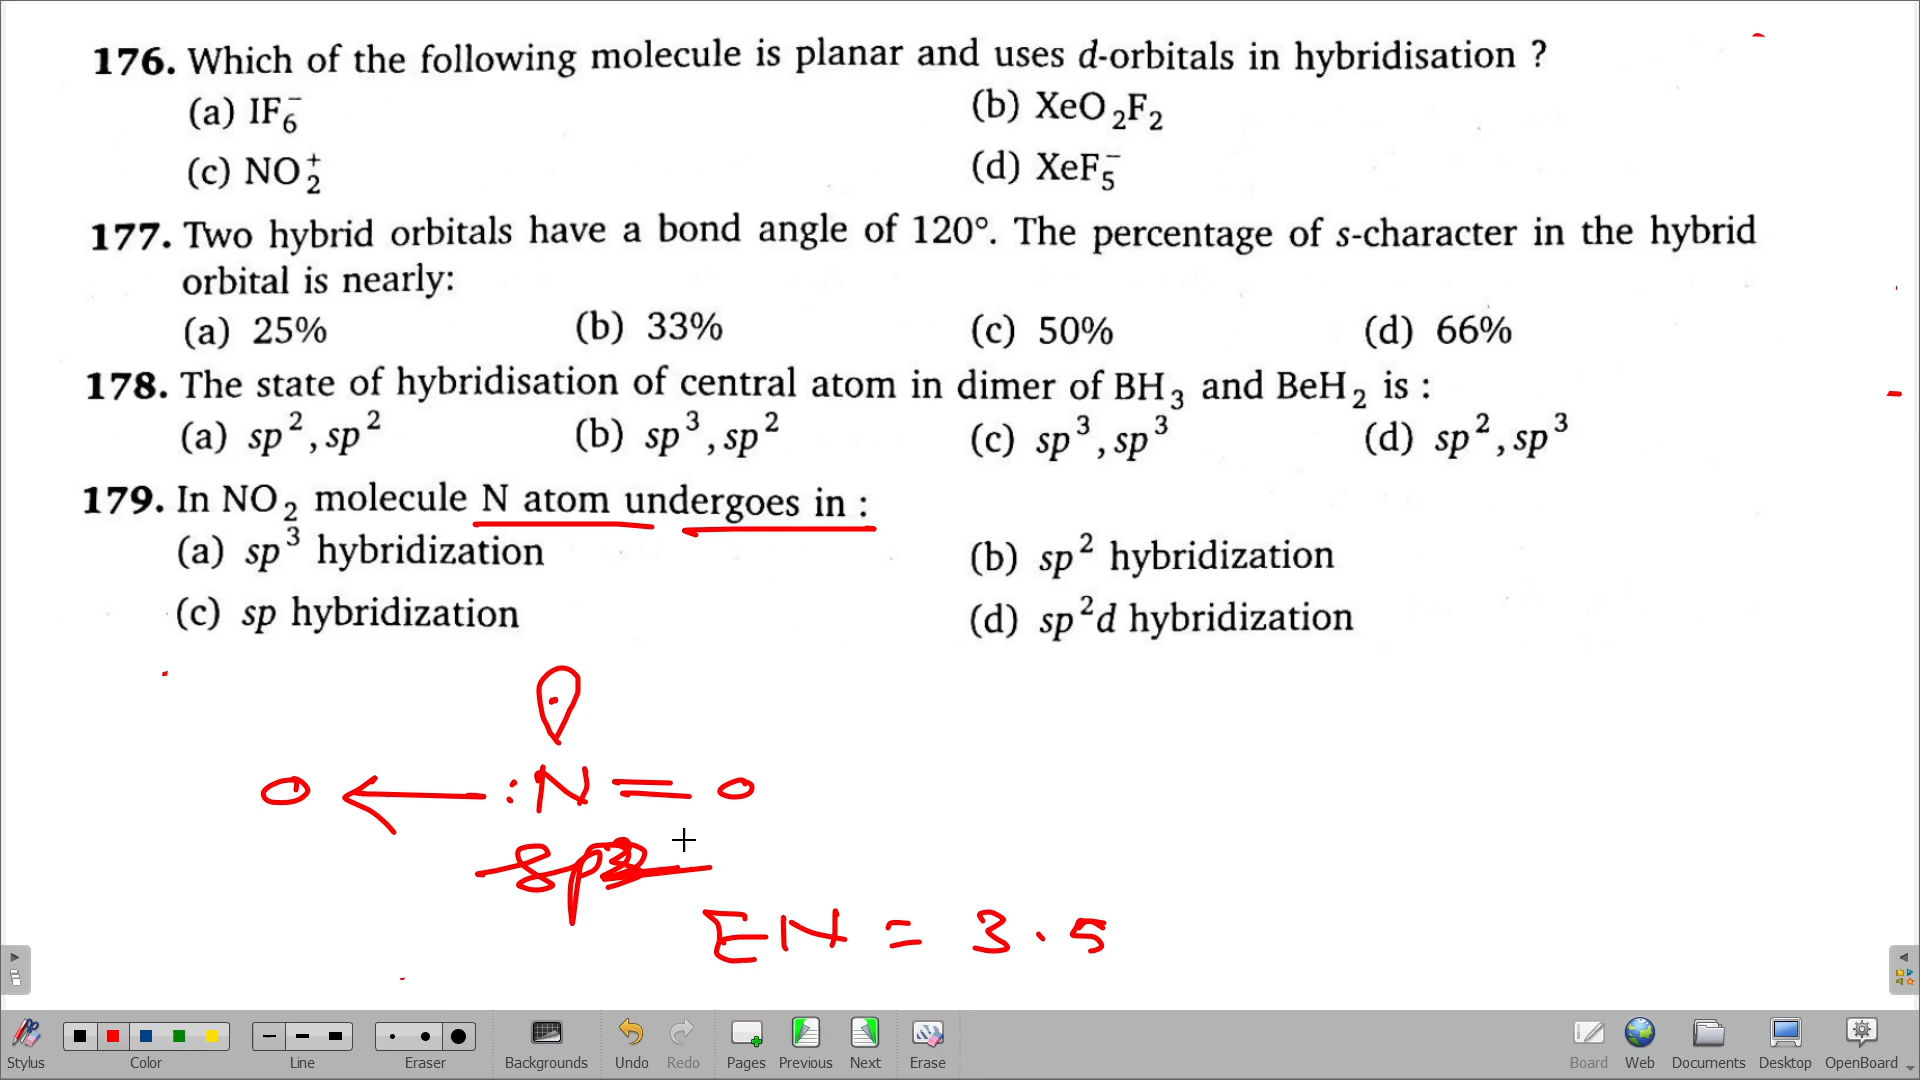 176. Which of the following molecule is planar and uses d-orbitals in hybridisation ?
(a) IF₆⁻ (b) XeO₂F₂
(c) NO₂⁺ (d) XeF₅⁻
177. Two hybrid orbitals have a bond angle of 120°. The percentage of s-character in the hybrid
orbital is nearly:
(a) 25% (b) 33% (c) 50% (d) 66%
178. The state of hybridisation of central atom in dimer of BH₃ and BeH₂ is :
(a) sp², sp² (b) sp³, sp² (c) sp³, sp³ (d) sp², sp³
179. In NO₂ molecule N atom undergoes in :
(a) sp³ hybridization (b) sp² hybridization
(c) sp hybridization (d) sp²d hybridization
O ← :N = O
EN = 3.5
Stylus Color Line Eraser Backgrounds Undo Redo Pages Previous Next Erase Board Web Documents Desktop OpenBoard